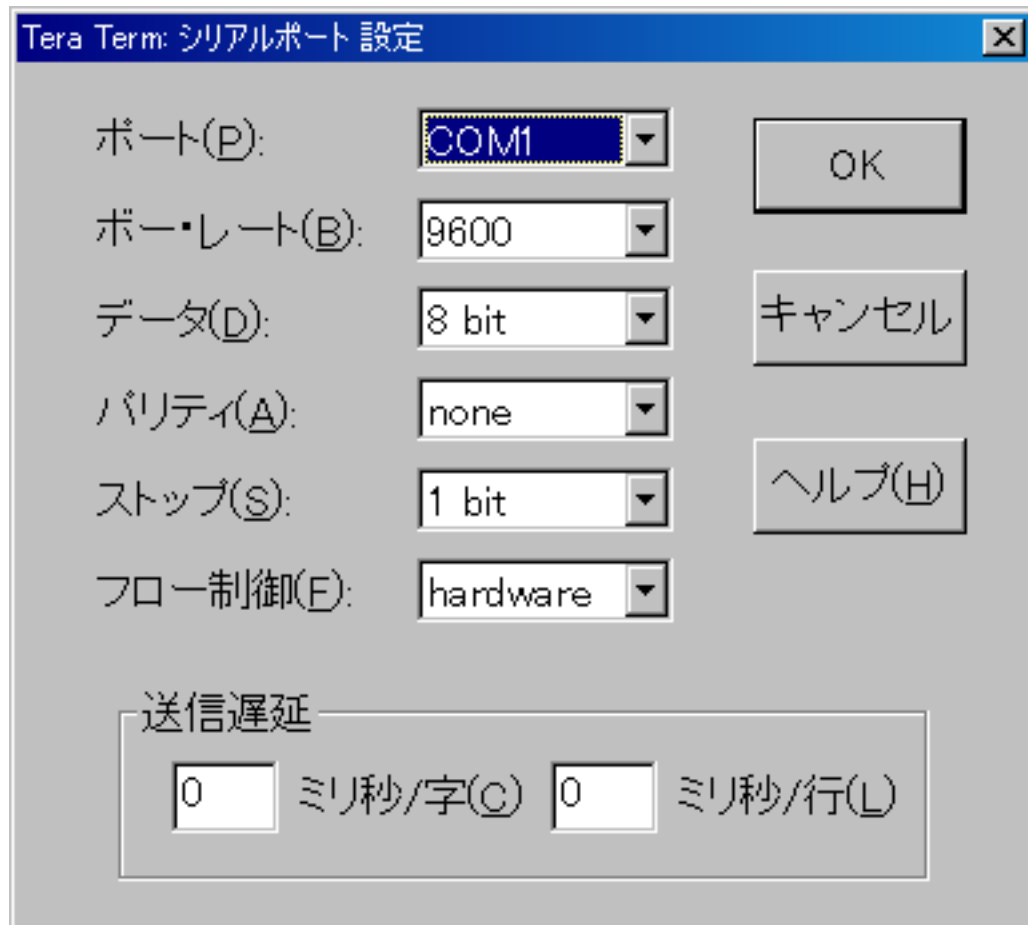 Tera Term: シリアルポート 設定
ポート(P): COM1
OK
ボー・レート(B): 9600
データ(D): 8 bit
キャンセル
パリティ(A): none
ストップ(S): 1 bit
ヘルプ(H)
フロー制御(F): hardware
送信遅延
0 ミリ秒/字(C) 0 ミリ秒/行(L)